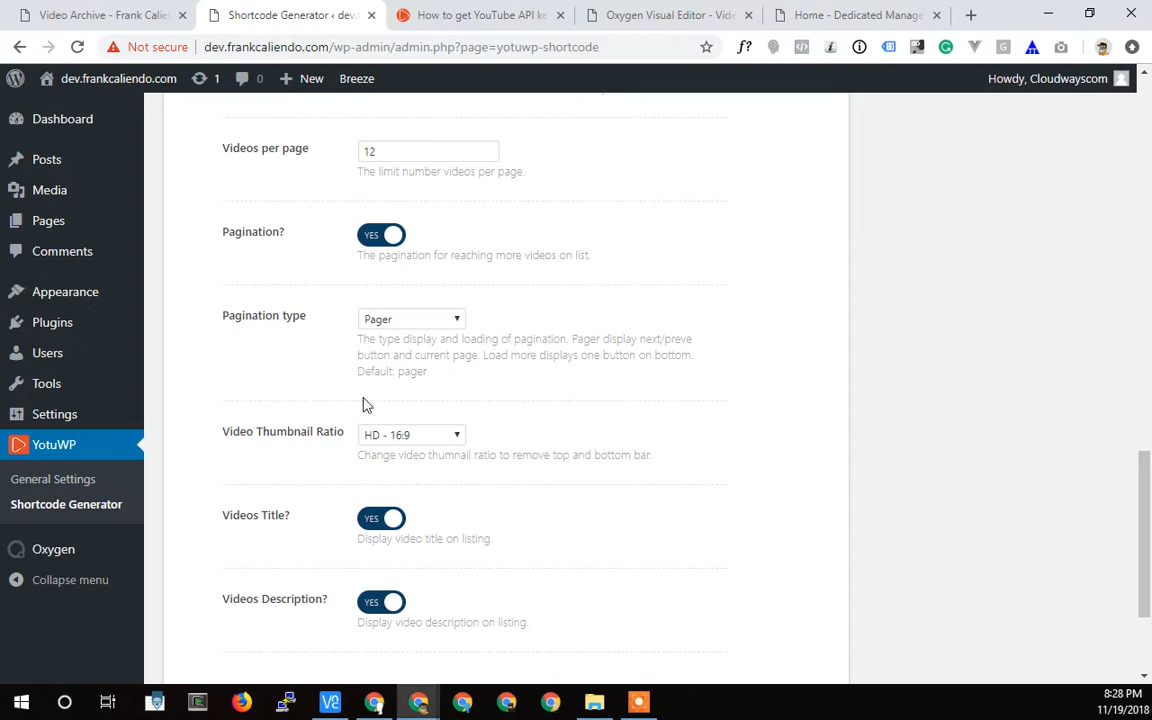 Video Archive - Frank Calien
Shortcode Generator ‹ dev.f
How to get YouTube API ke
Oxygen Visual Editor - Vide
Home - Dedicated Manage
Not secure
dev.frankcaliendo.com/wp-admin/admin.php?page=yotuwp-shortcode
dev.frankcaliendo.com
1
0
New
Breeze
Howdy, Cloudwayscom
Dashboard
Posts
Media
Pages
Comments
Appearance
Plugins
Users
Tools
Settings
YotuWP
General Settings
Shortcode Generator
Oxygen
Collapse menu
Videos per page
12
The limit number videos per page.
Pagination?
YES
The pagination for reaching more videos on list.
Pagination type
Pager
The type display and loading of pagination. Pager display next/preve
button and current page. Load more displays one button on bottom.
Default: pager
Video Thumbnail Ratio
HD - 16:9
Change video thumnail ratio to remove top and bottom bar.
Videos Title?
YES
Display video title on listing.
Videos Description?
YES
Display video description on listing.
8:28 PM
11/19/2018